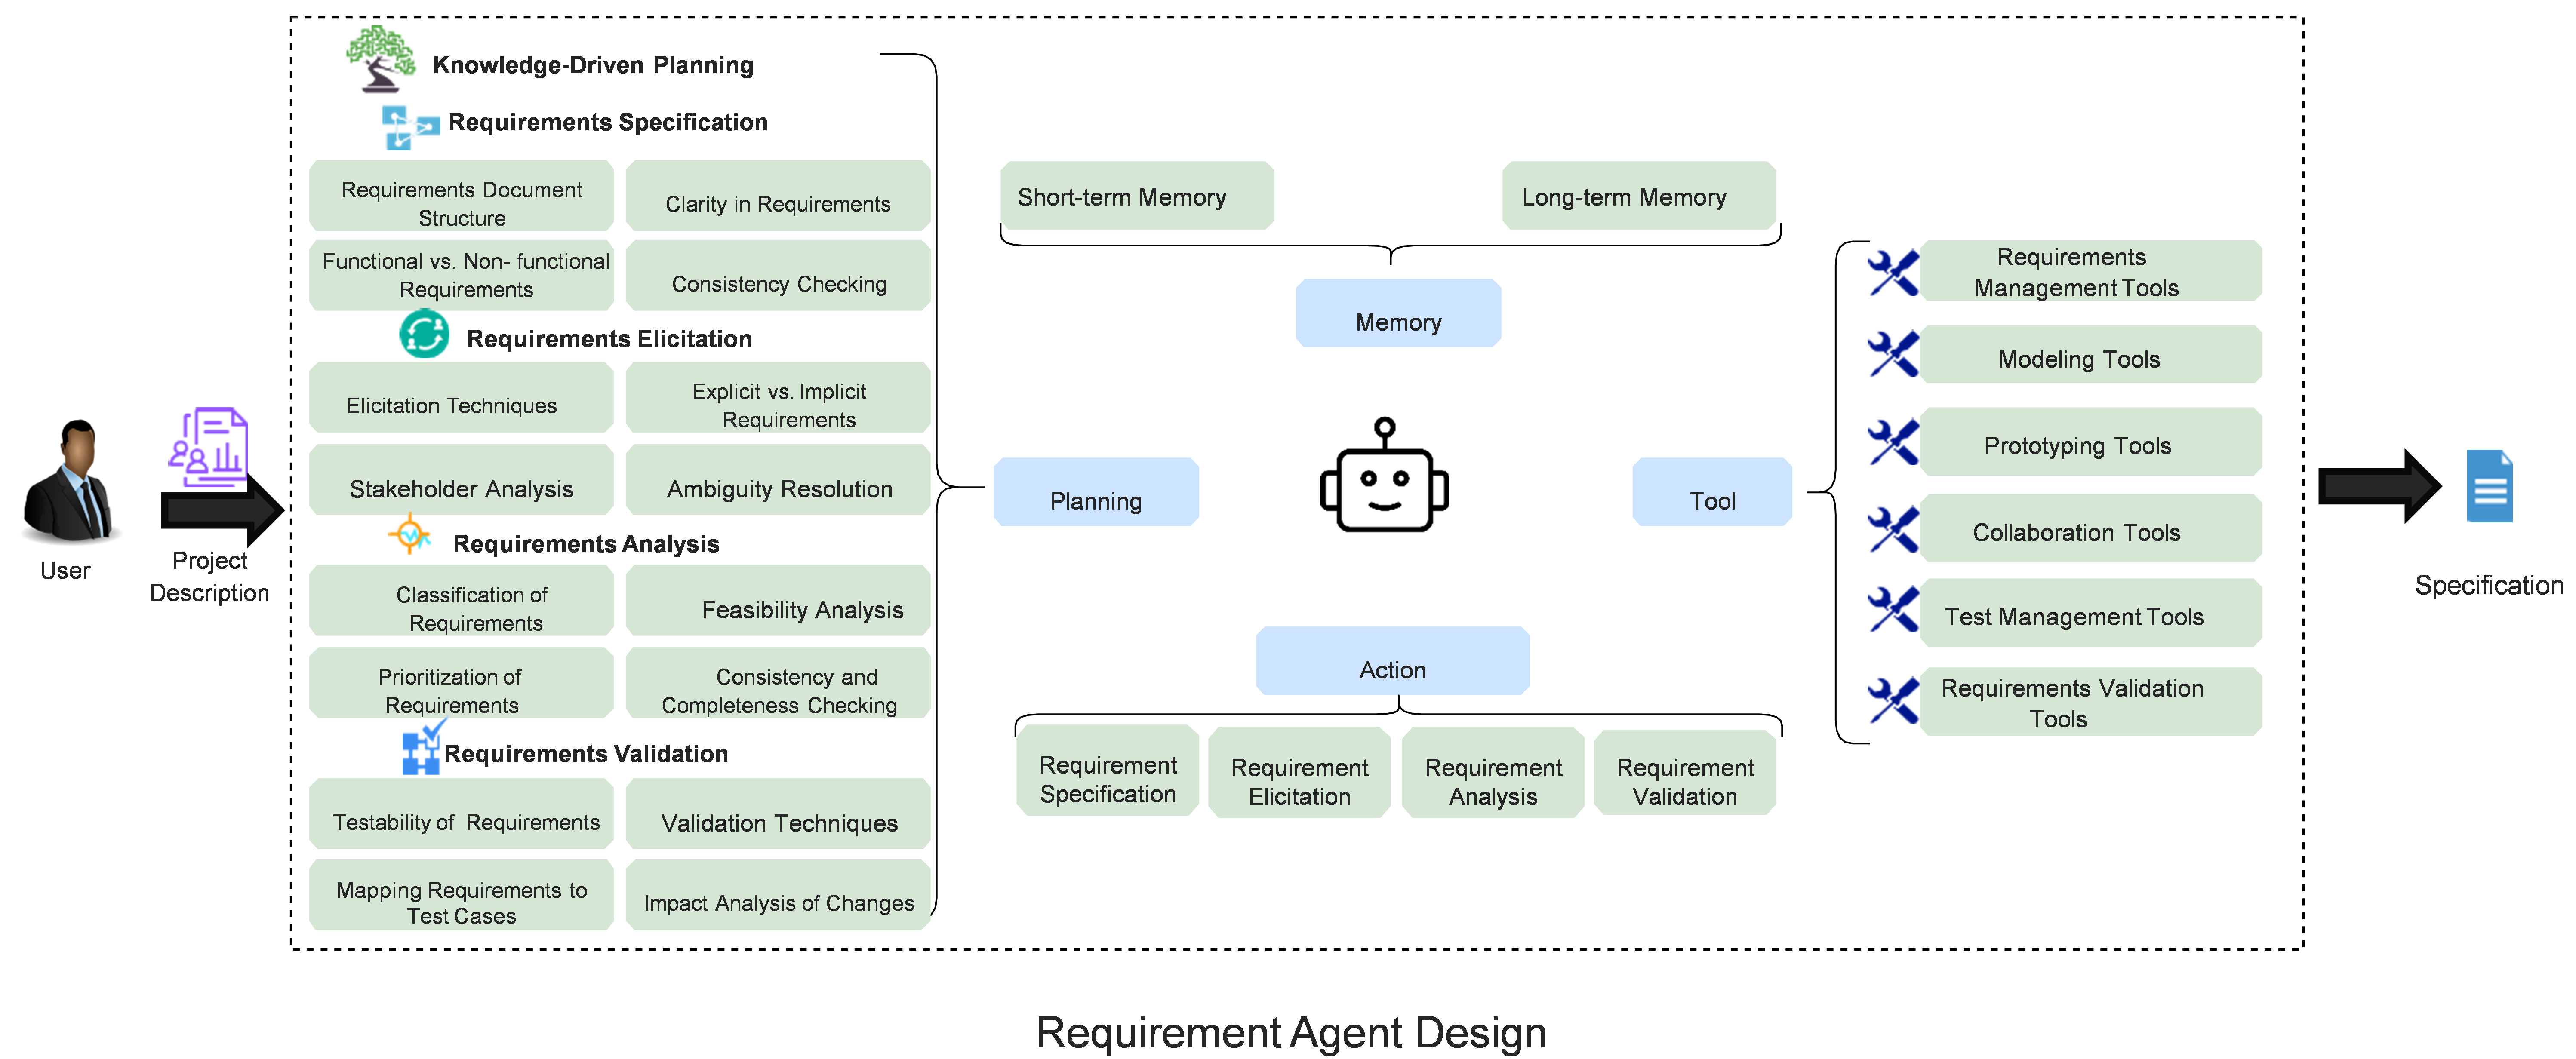 User
Project
Description
Knowledge-Driven Planning
Requirements Specification
Requirements Document
Structure
Clarity in Requirements
Functional vs. Non- functional
Requirements
Consistency Checking
Requirements Elicitation
Elicitation Techniques
Explicit vs. Implicit
Requirements
Stakeholder Analysis
Ambiguity Resolution
Requirements Analysis
Classification of
Requirements
Feasibility Analysis
Prioritization of
Requirements
Consistency and
Completeness Checking
Requirements Validation
Testability of Requirements
Validation Techniques
Mapping Requirements to
Test Cases
Impact Analysis of Changes
Planning
Short-term Memory
Long-term Memory
Memory
Action
Requirement
Specification
Requirement
Elicitation
Requirement
Analysis
Requirement
Validation
Tool
Requirements
Management Tools
Modeling Tools
Prototyping Tools
Collaboration Tools
Test Management Tools
Requirements Validation
Tools
Specification
Requirement Agent Design